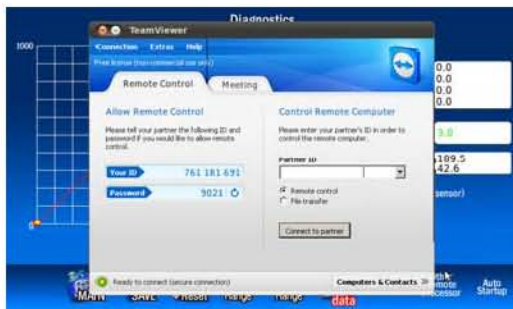 Diagnostics
1000
TeamViewer
Connection Extras Help
Free license (non-commercial use only)
Remote Control Meeting
Allow Remote Control
Please tell your partner the following ID and
password if you would like to allow remote
control.
Your ID 761 181 691
Password 9021
Control Remote Computer
Please enter your partner's ID in order to
control the remote computer.
Partner ID
Remote control
File transfer
Connect to partner
Ready to connect (secure connection)
Computers & Contacts
0.0
0.0
0.0
0.0
3.0
109.5
42.6
sensor)
0
MAIN SAVE Reset Range Range data
Auto
Startup